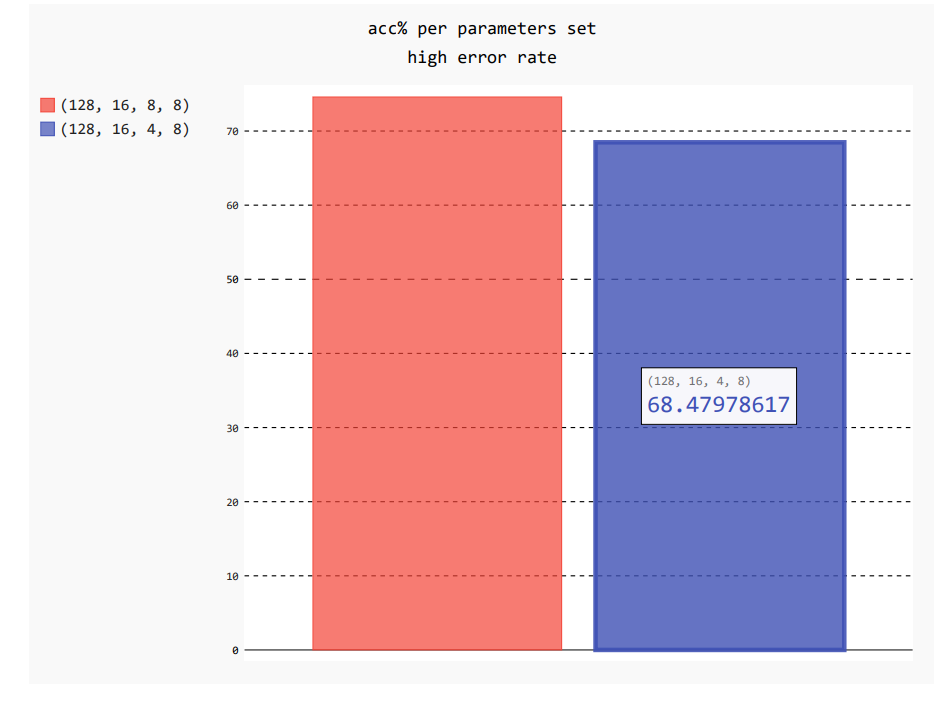 acc% per parameters set
high error rate
(128, 16, 8, 8)
(128, 16, 4, 8)
70
60
50
40
30
20
10
0
(128, 16, 4, 8)
68.47978617